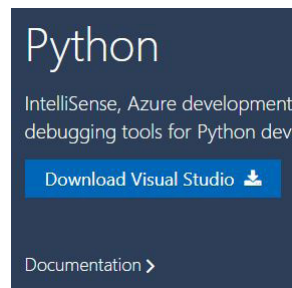 Python
IntelliSense, Azure development
debugging tools for Python dev
Download Visual Studio
Documentation